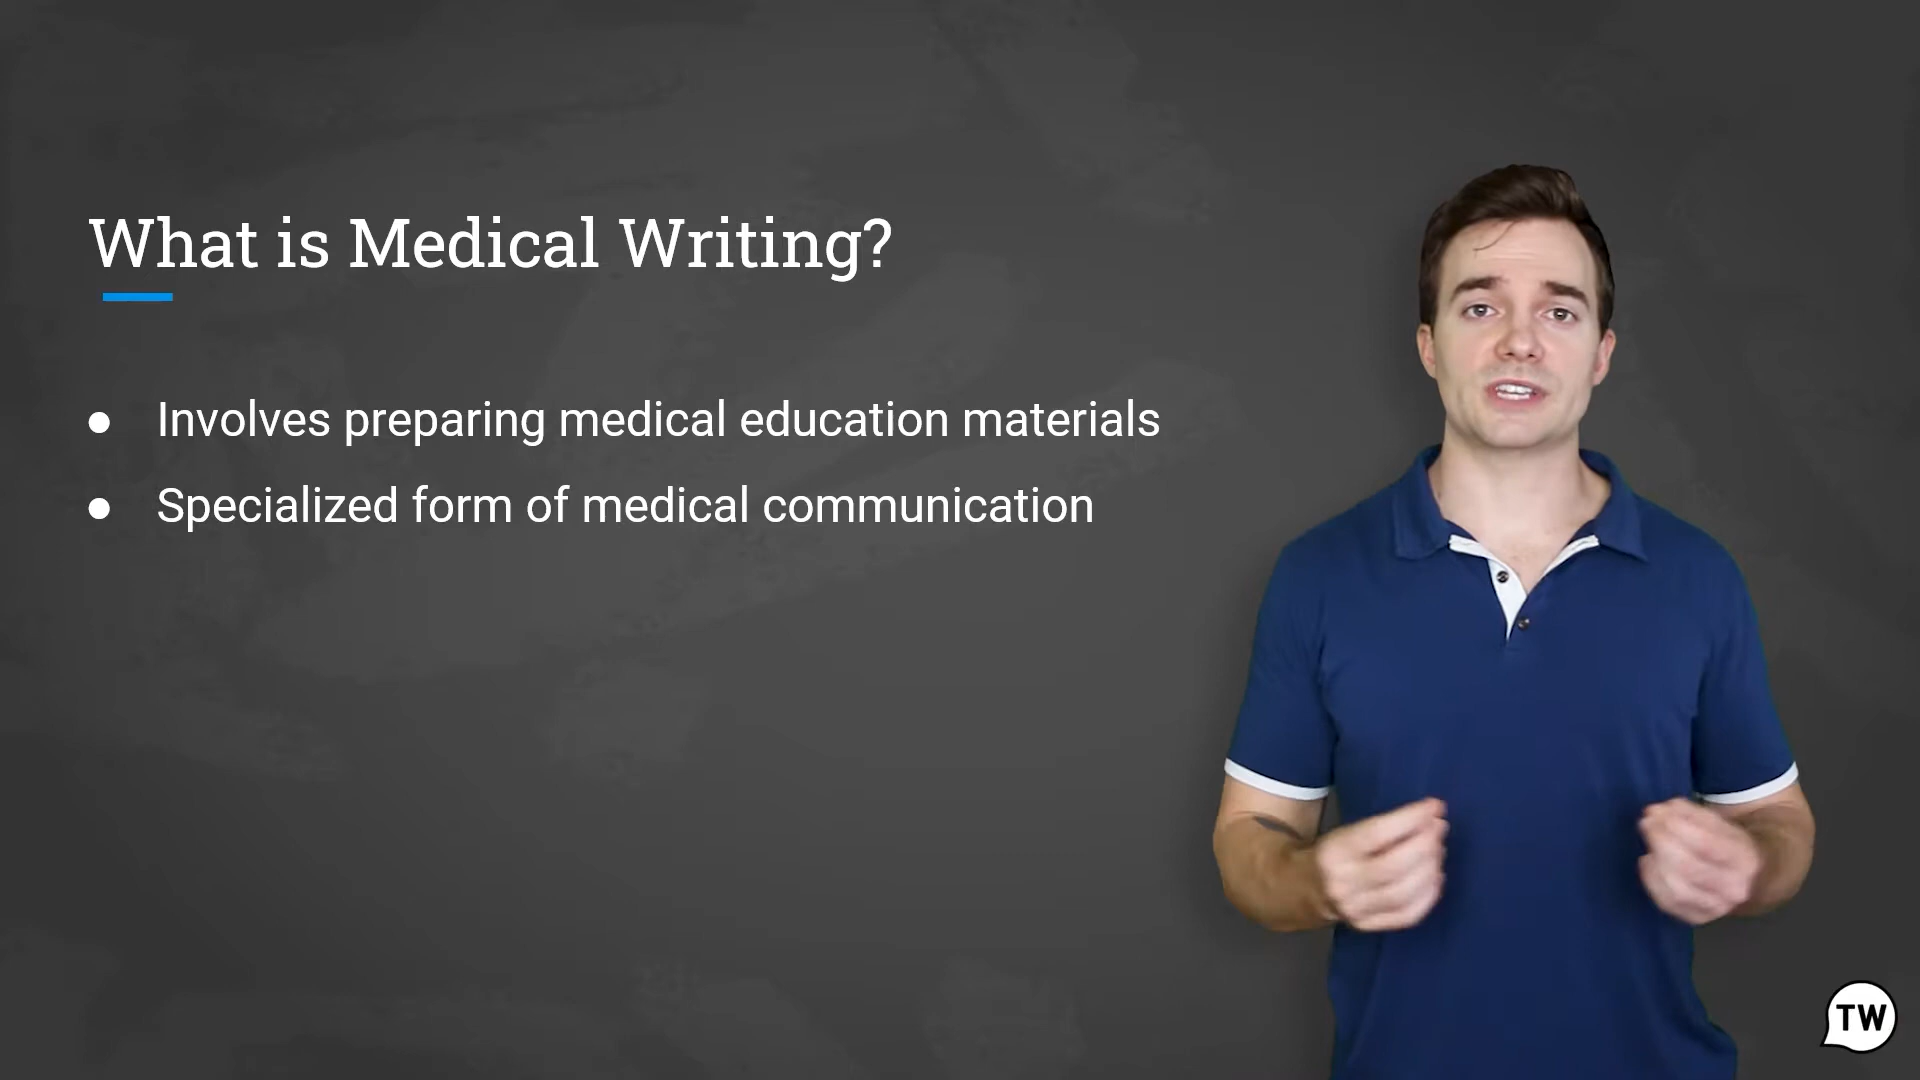 What is Medical Writing?
● Involves preparing medical education materials
● Specialized form of medical communication
TW